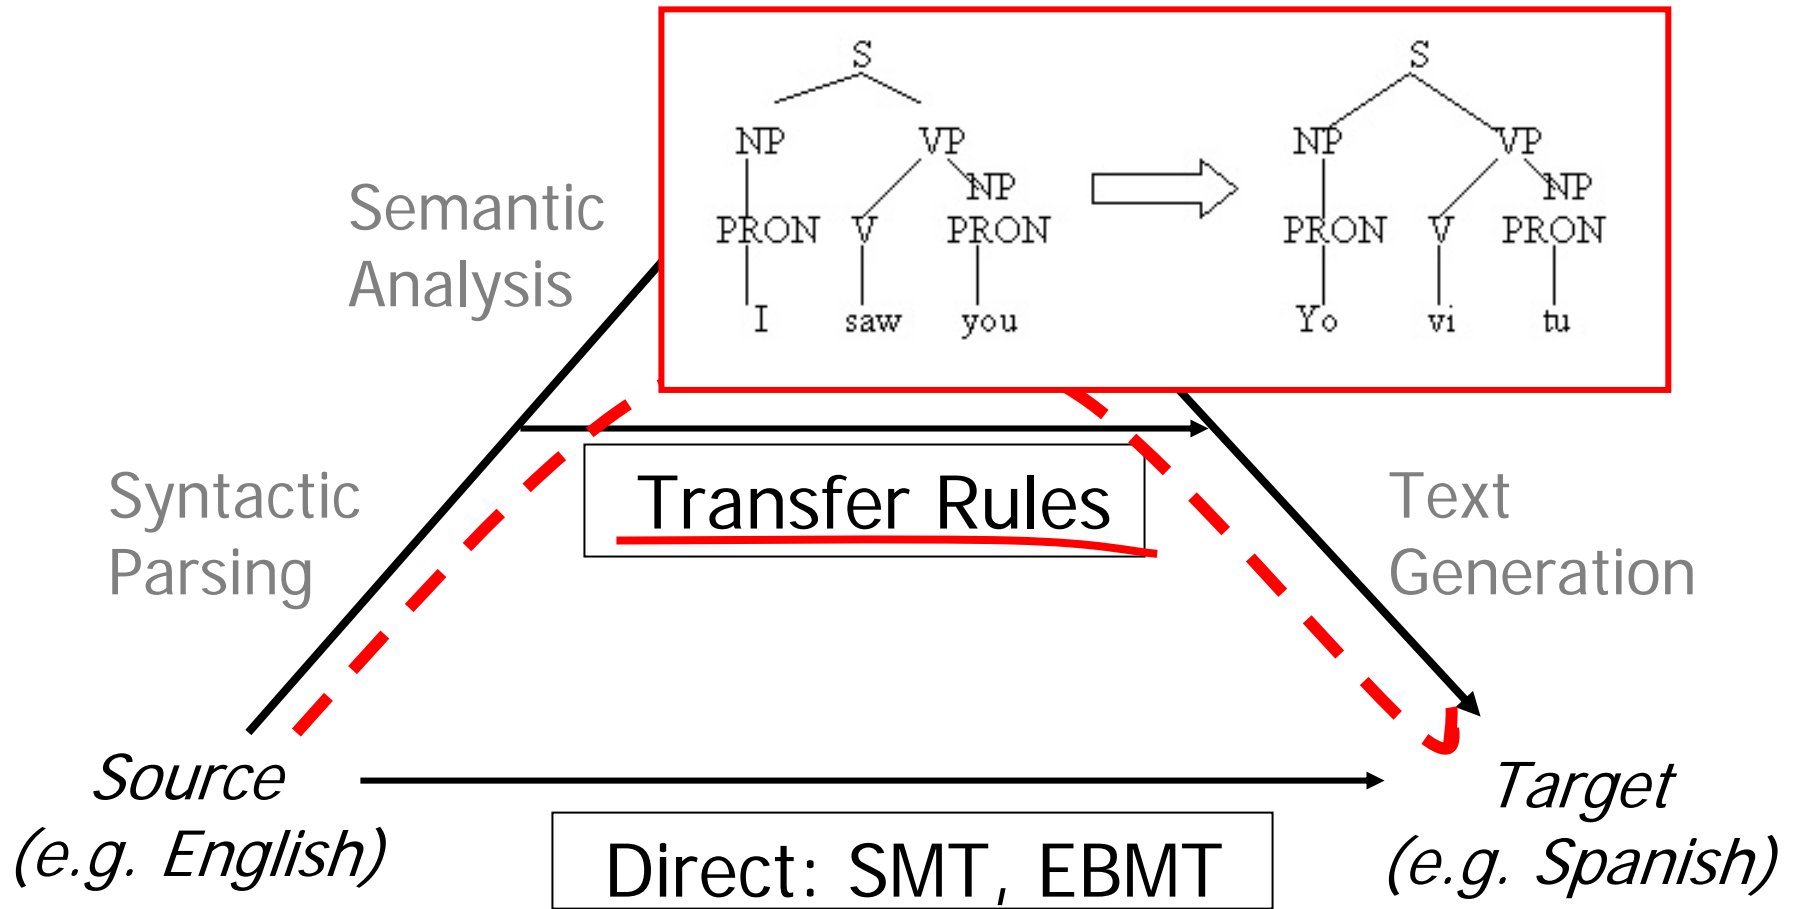 S S
NP VP NP VP
NP NP
PRON V PRON PRON V PRON
I saw you Yo vi tu
Semantic
Analysis
Syntactic
Parsing
Transfer Rules
Text
Generation
Source
(e.g. English)
Direct: SMT, EBMT
Target
(e.g. Spanish)